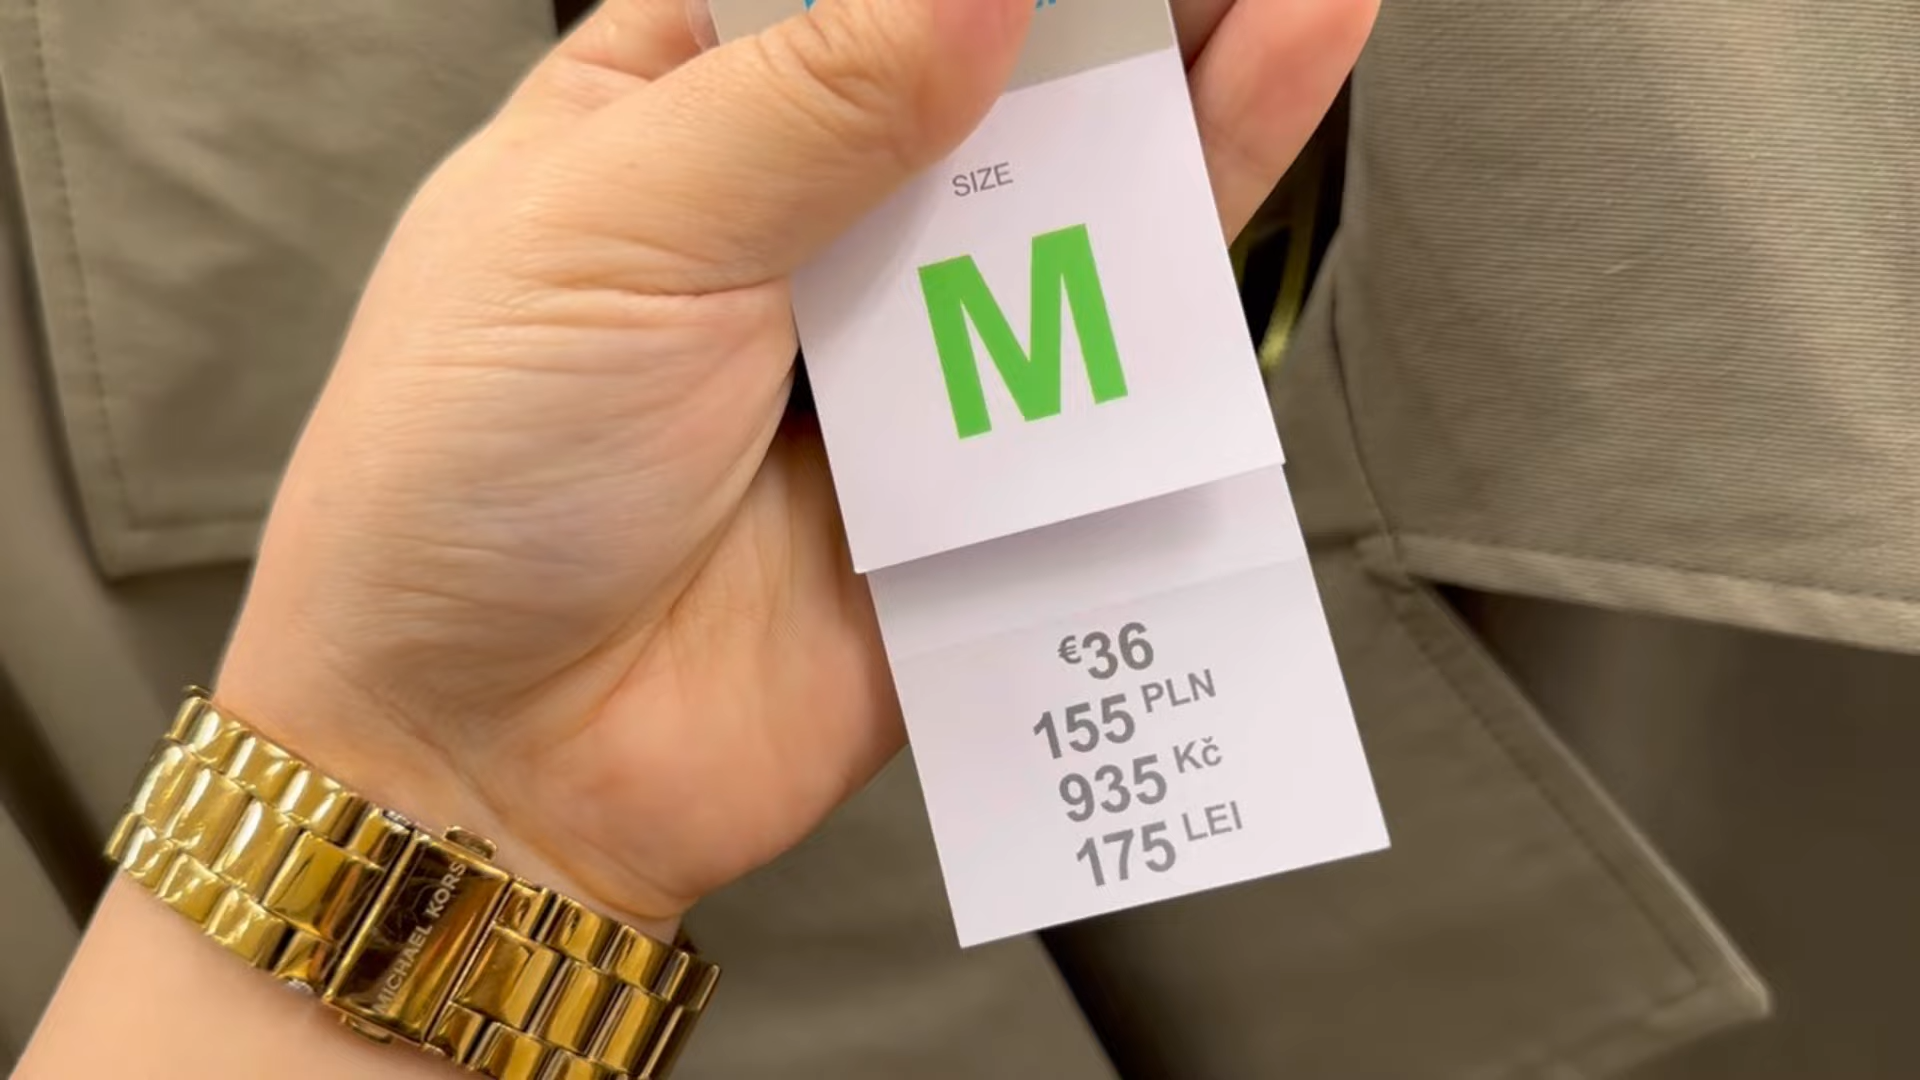 SIZE
M
€36
155 PLN
935 Kč
175 LEI
MICHAEL KORS